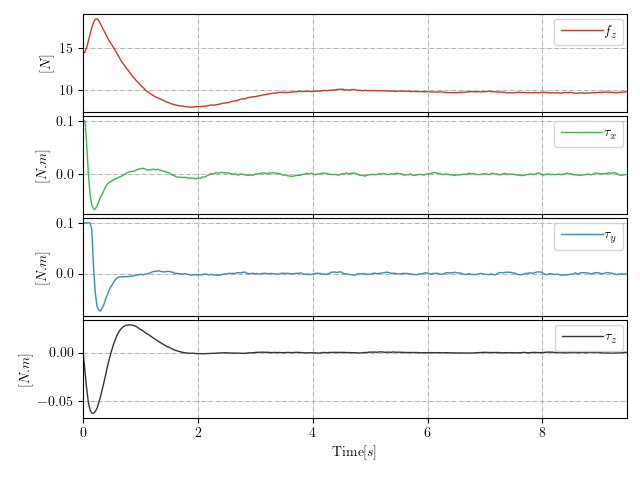 15
10
[N]
f_z
0.1
0.0
[N.m]
τ_x
0.1
0.0
[N.m]
τ_y
0.00
−0.05
[N.m]
τ_z
0 2 4 6 8
Time[s]